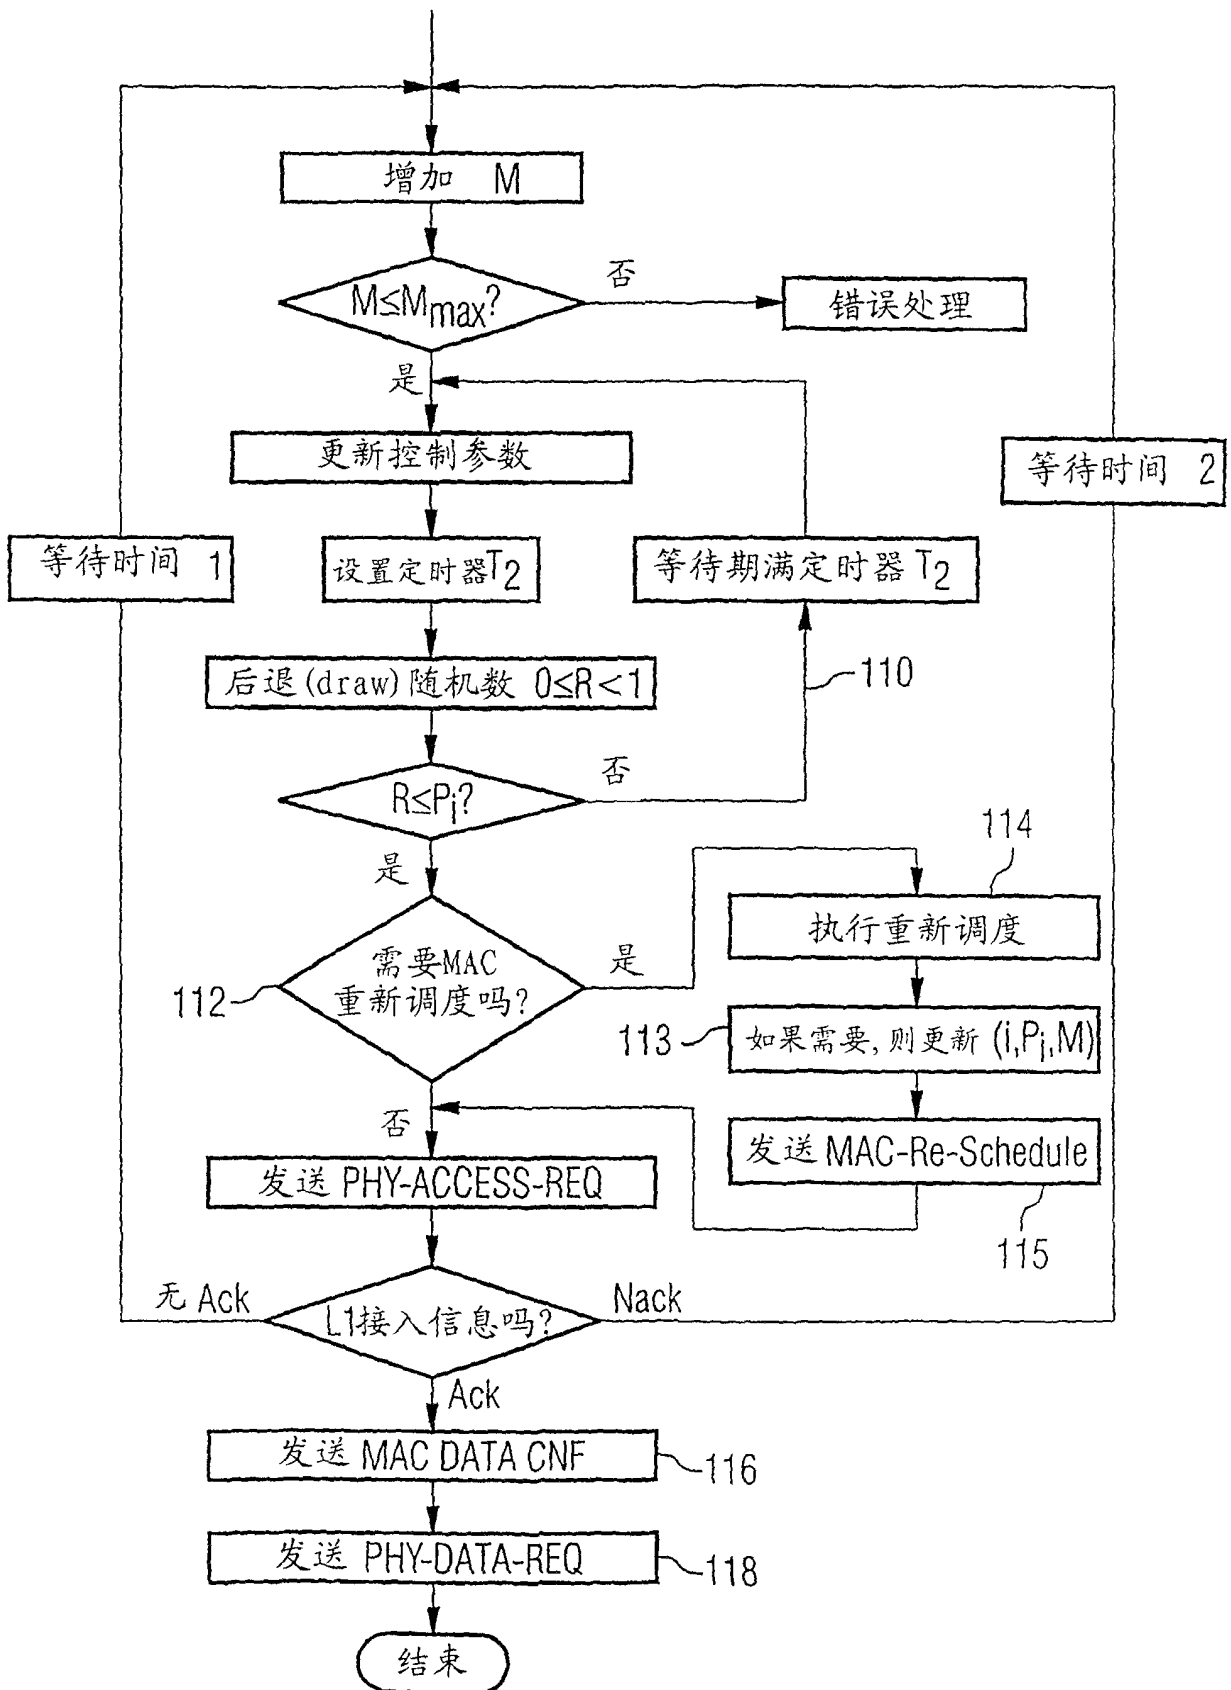 增加 M
M≤Mmax?
否
错误处理
是
更新控制参数
等待时间 2
等待时间 1
设置定时器T2
等待期满定时器 T2
后退(draw)随机数 0≤R<1
110
R≤Pi?
否
是
114
执行重新调度
需要MAC
重新调度吗?
是
112
113
如果需要,则更新 (i,Pi,M)
否
发送 MAC-Re-Schedule
发送 PHY-ACCESS-REQ
115
无 Ack
L1接入信息吗?
Nack
Ack
发送 MAC DATA CNF
116
发送 PHY-DATA-REQ
118
结束